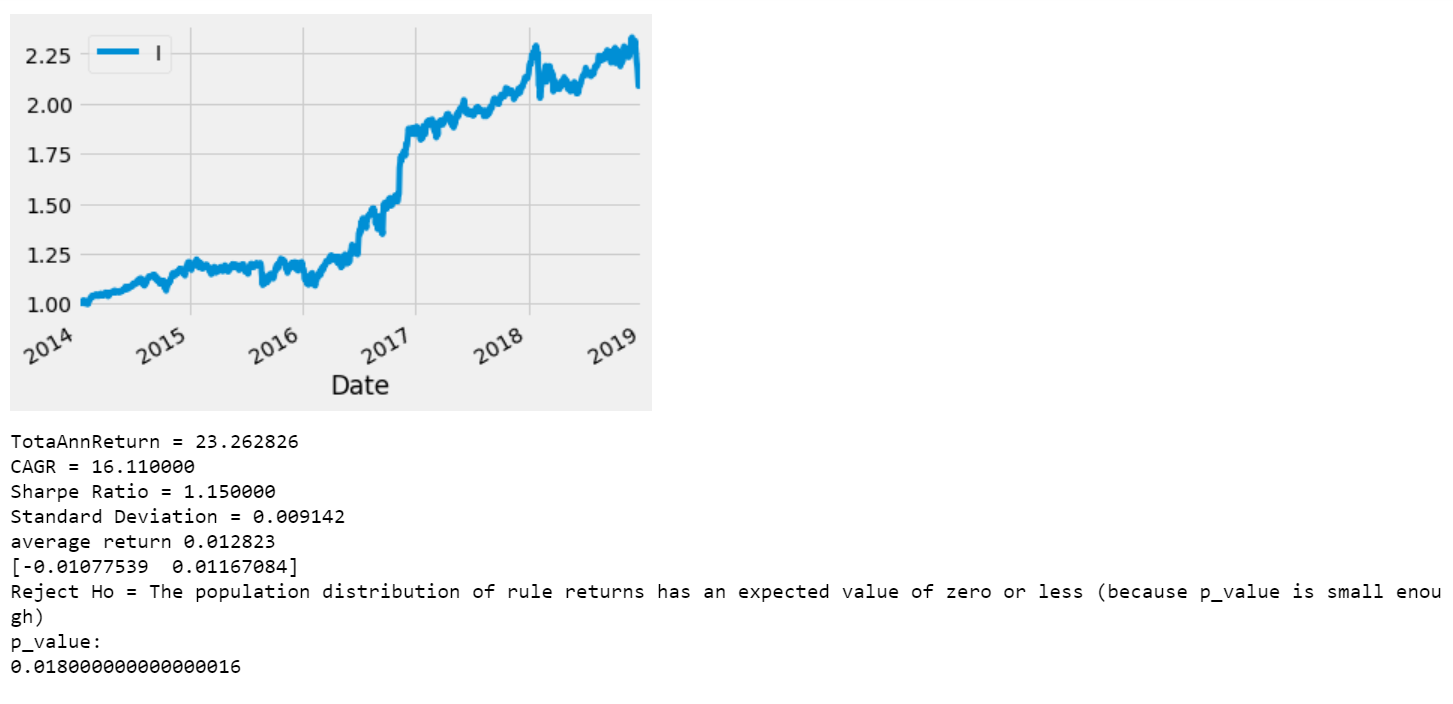 I
2.25
2.00
1.75
1.50
1.25
1.00
2014 2015 2016 2017 2018 2019
Date
TotaAnnReturn = 23.262826
CAGR = 16.110000
Sharpe Ratio = 1.150000
Standard Deviation = 0.009142
average return 0.012823
[-0.01077539  0.01167084]
Reject Ho = The population distribution of rule returns has an expected value of zero or less (because p_value is small enou
gh)
p_value:
0.018000000000000016